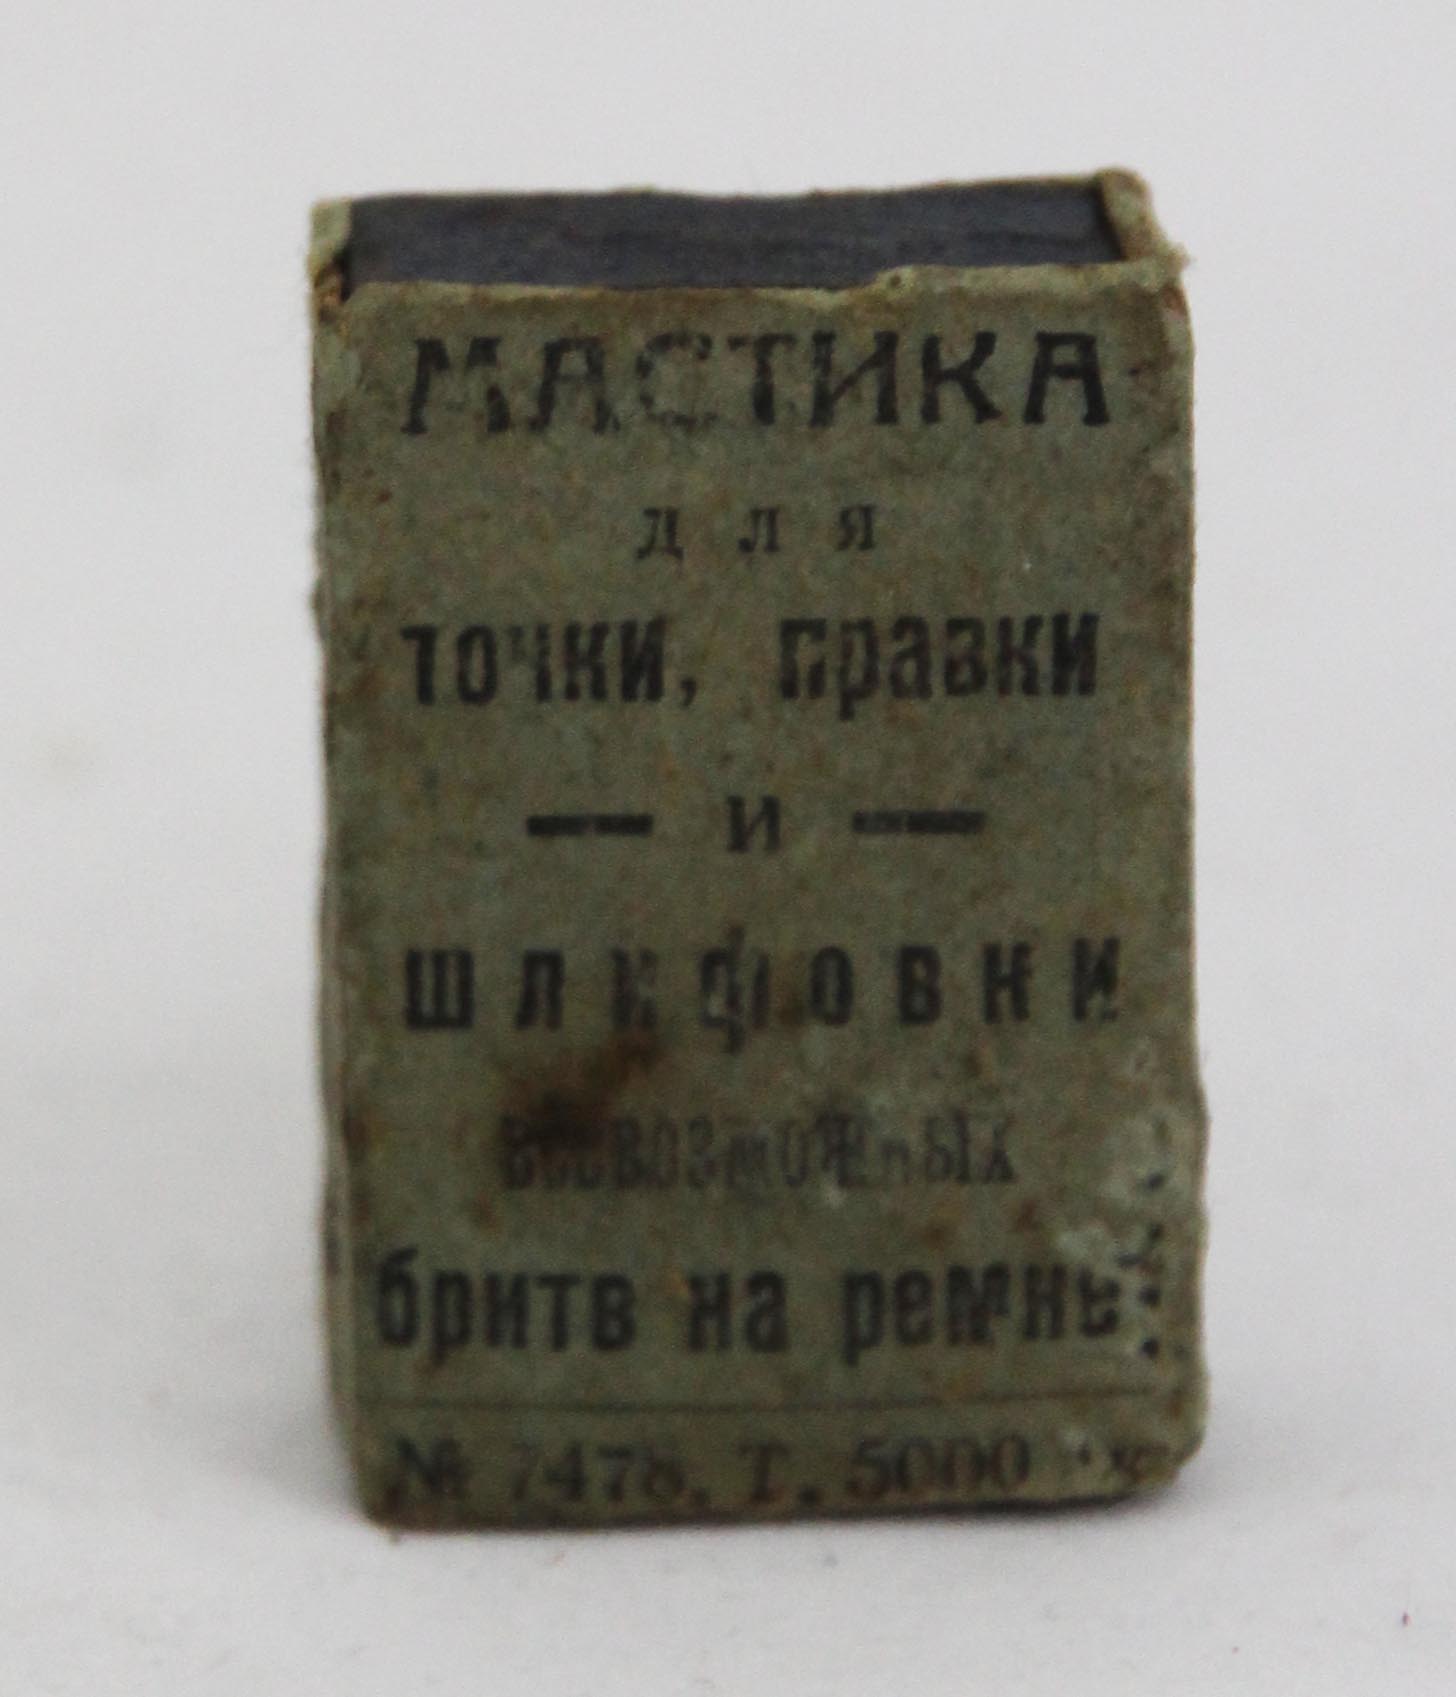 МАСТИКА
для
точки, правки
— и —
шлифовки
всевозможных
бритв на ремне
№ 7478. Т. 5000